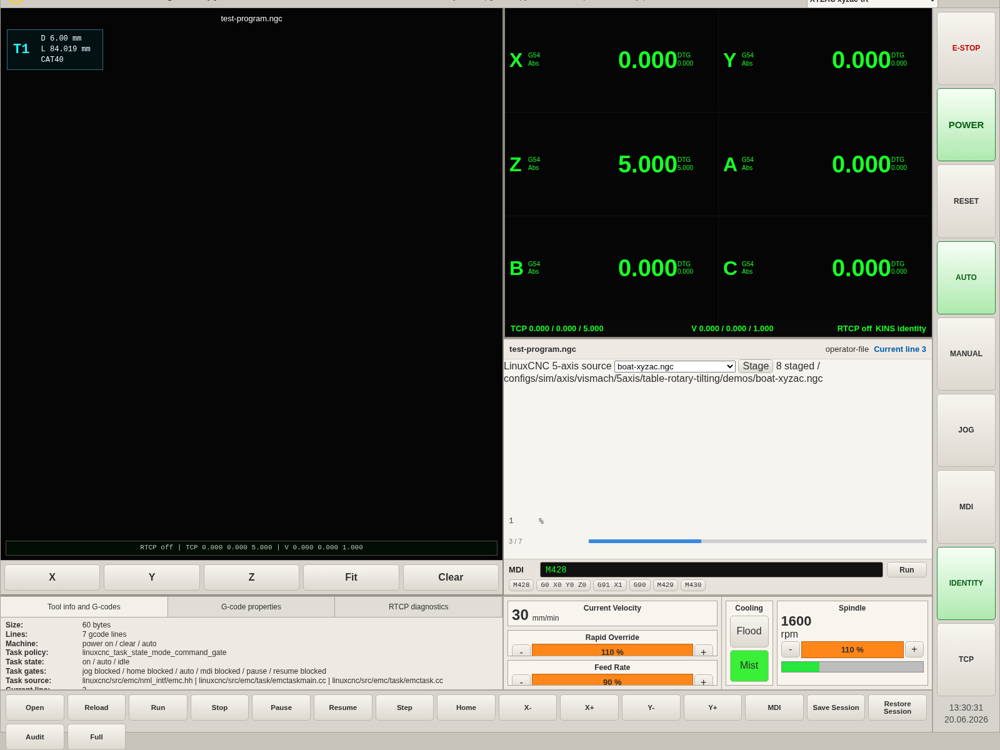 test-program.ngc
T1
D 6.00 mm
L 84.019 mm
CAT40
X G54 Abs 0.000 DTG 0.000
Y G54 Abs 0.000 DTG 0.000
Z G54 Abs 5.000 DTG 5.000
A G54 Abs 0.000 DTG 0.000
B G54 Abs 0.000 DTG 0.000
C G54 Abs 0.000 DTG 0.000
TCP 0.000 / 0.000 / 5.000 V 0.000 / 0.000 / 1.000 RTCP off KINS identity
test-program.ngc operator-file Current line 3
LinuxCNC 5-axis source boat-xyzac.ngc Stage 8 staged /
configs/sim/axis/vismach/5axis/table-rotary-tilting/demos/boat-xyzac.ngc
1 %
3 / 7
RTCP off | TCP 0.000 0.000 5.000 | V 0.000 0.000 1.000
X Y Z Fit Clear
MDI M428 Run
M428 G0 X0 Y0 Z0 G91 X1 G90 M429 M430
Tool info and G-codes G-code properties RTCP diagnostics
Size: 60 bytes
Lines: 7 gcode lines
Machine: power on / clear / auto
Task policy: linuxcnc_task_state_mode_command_gate
Task state: on / auto / idle
Task gates: jog blocked / home blocked / auto / mdi blocked / pause / resume blocked
Task source: linuxcnc/src/emc/nml_intf/emc.hh | linuxcnc/src/emc/task/emctaskmain.cc | linuxcnc/src/emc/task/emctask.cc
Current Velocity
30 mm/min
Rapid Override
- 110 % +
Feed Rate
- 90 % +
Cooling
Flood
Mist
Spindle
1600
rpm
- 110 % +
Open Reload Run Stop Pause Resume Step Home X- X+ Y- Y+ MDI Save Session Restore Session
Audit Full
E-STOP
POWER
RESET
AUTO
MANUAL
JOG
MDI
IDENTITY
TCP
13:30:31
20.06.2026